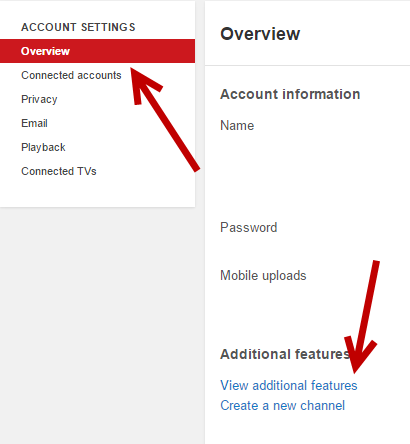 ACCOUNT SETTINGS
Overview
Connected accounts
Privacy
Email
Playback
Connected TVs
Overview
Account information
Name
Password
Mobile uploads
Additional features
View additional features
Create a new channel